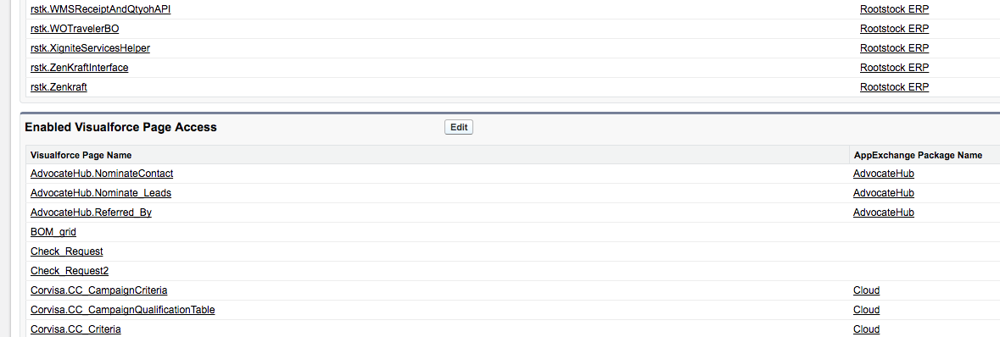 rstk.WMSReceiptAndQtyohAPI Rootstock ERP
rstk.WOTravelerBO Rootstock ERP
rstk.XigniteServicesHelper Rootstock ERP
rstk.ZenKraftInterface Rootstock ERP
rstk.Zenkraft Rootstock ERP
Enabled Visualforce Page Access Edit
Visualforce Page Name AppExchange Package Name
AdvocateHub.NominateContact AdvocateHub
AdvocateHub.Nominate_Leads AdvocateHub
AdvocateHub.Referred_By AdvocateHub
BOM_grid
Check_Request
Check_Request2
Corvisa.CC_CampaignCriteria Cloud
Corvisa.CC_CampaignQualificationTable Cloud
Corvisa.CC_Criteria Cloud